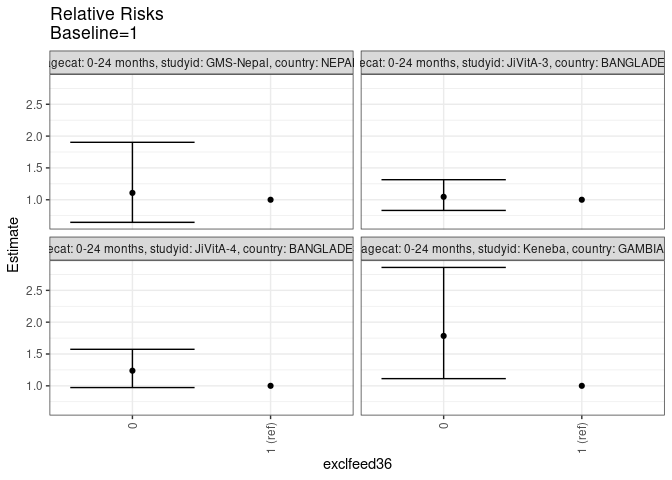 Relative Risks
Baseline=1
agecat: 0-24 months, studyid: GMS-Nepal, country: NEPAL
agecat: 0-24 months, studyid: JiVitA-3, country: BANGLADE
2.5
2.0
1.5
1.0
ecat: 0-24 months, studyid: JiVitA-4, country: BANGLADE
agecat: 0-24 months, studyid: Keneba, country: GAMBIA
2.5
2.0
1.5
1.0
Estimate
0
1 (ref)
0
1 (ref)
exclfeed36